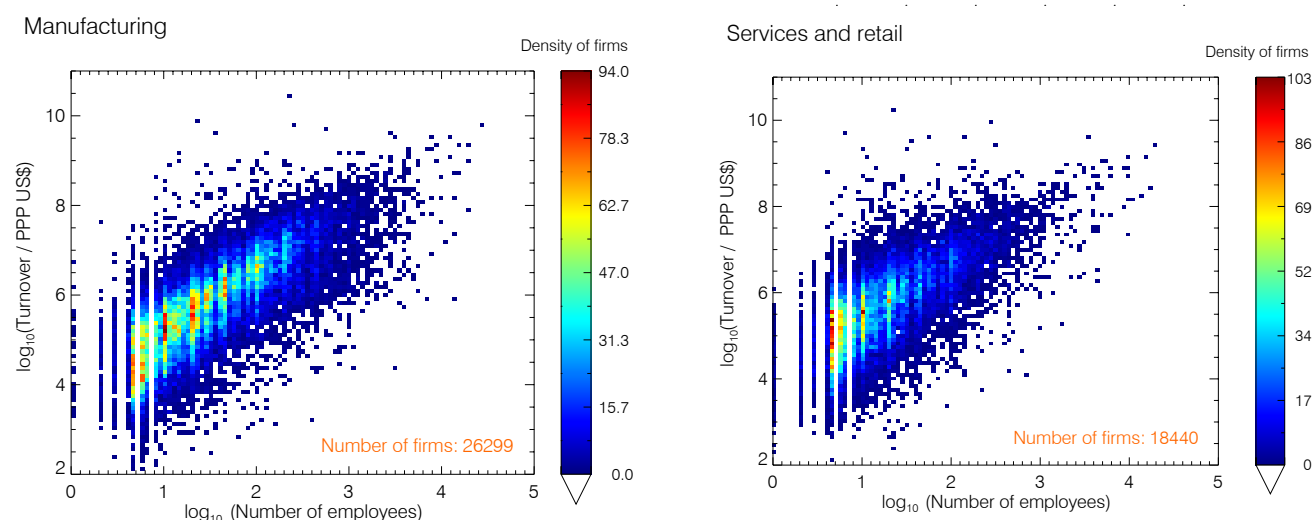 Manufacturing
Density of firms
94.0
78.3
62.7
47.0
31.3
15.7
0.0
10
8
6
4
2
log₁₀(Turnover / PPP US$)
Number of firms: 26299
0 1 2 3 4 5
log₁₀ (Number of employees)
Services and retail
Density of firms
103
86
69
51
34
17
0
10
8
6
4
2
log₁₀(Turnover / PPP US$)
Number of firms: 18440
0 1 2 3 4 5
log₁₀ (Number of employees)